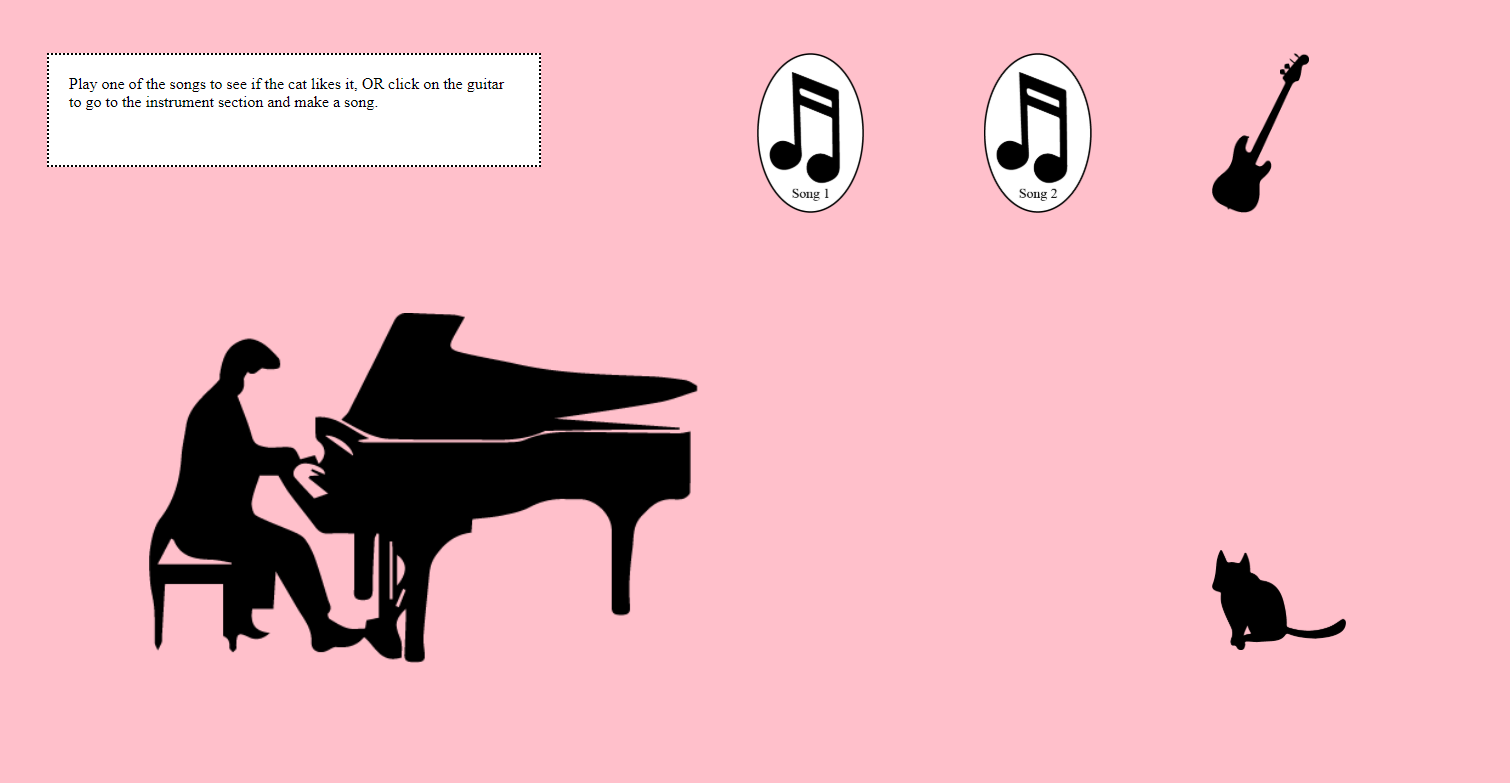 Play one of the songs to see if the cat likes it, OR click on the guitar
to go to the instrument section and make a song.
Song 1
Song 2